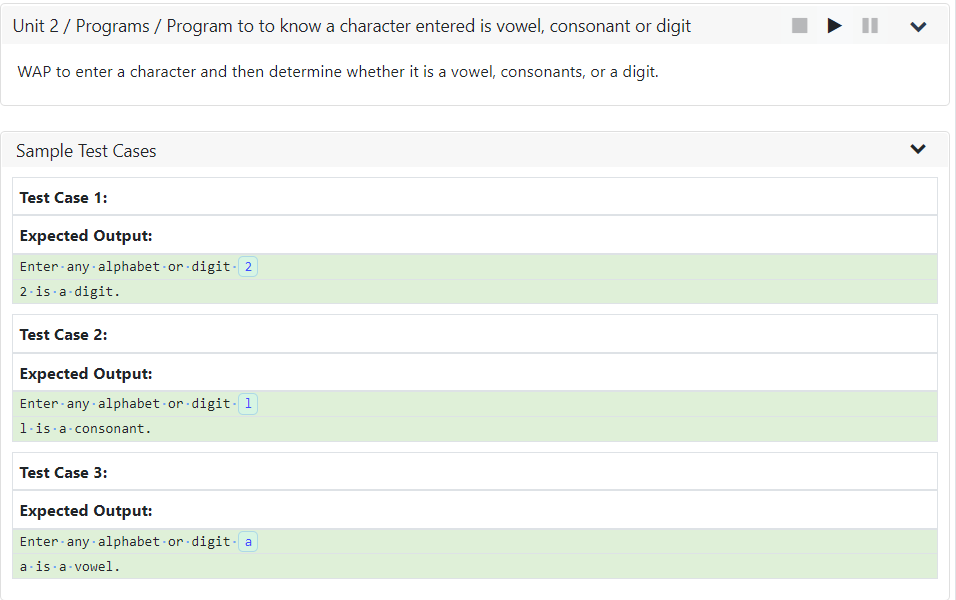 Unit 2 / Programs / Program to to know a character entered is vowel, consonant or digit
WAP to enter a character and then determine whether it is a vowel, consonants, or a digit.
Sample Test Cases
Test Case 1:
Expected Output:
Enter·any·alphabet·or·digit·2
2·is·a·digit.
Test Case 2:
Expected Output:
Enter·any·alphabet·or·digit·l
l·is·a·consonant.
Test Case 3:
Expected Output:
Enter·any·alphabet·or·digit·a
a·is·a·vowel.